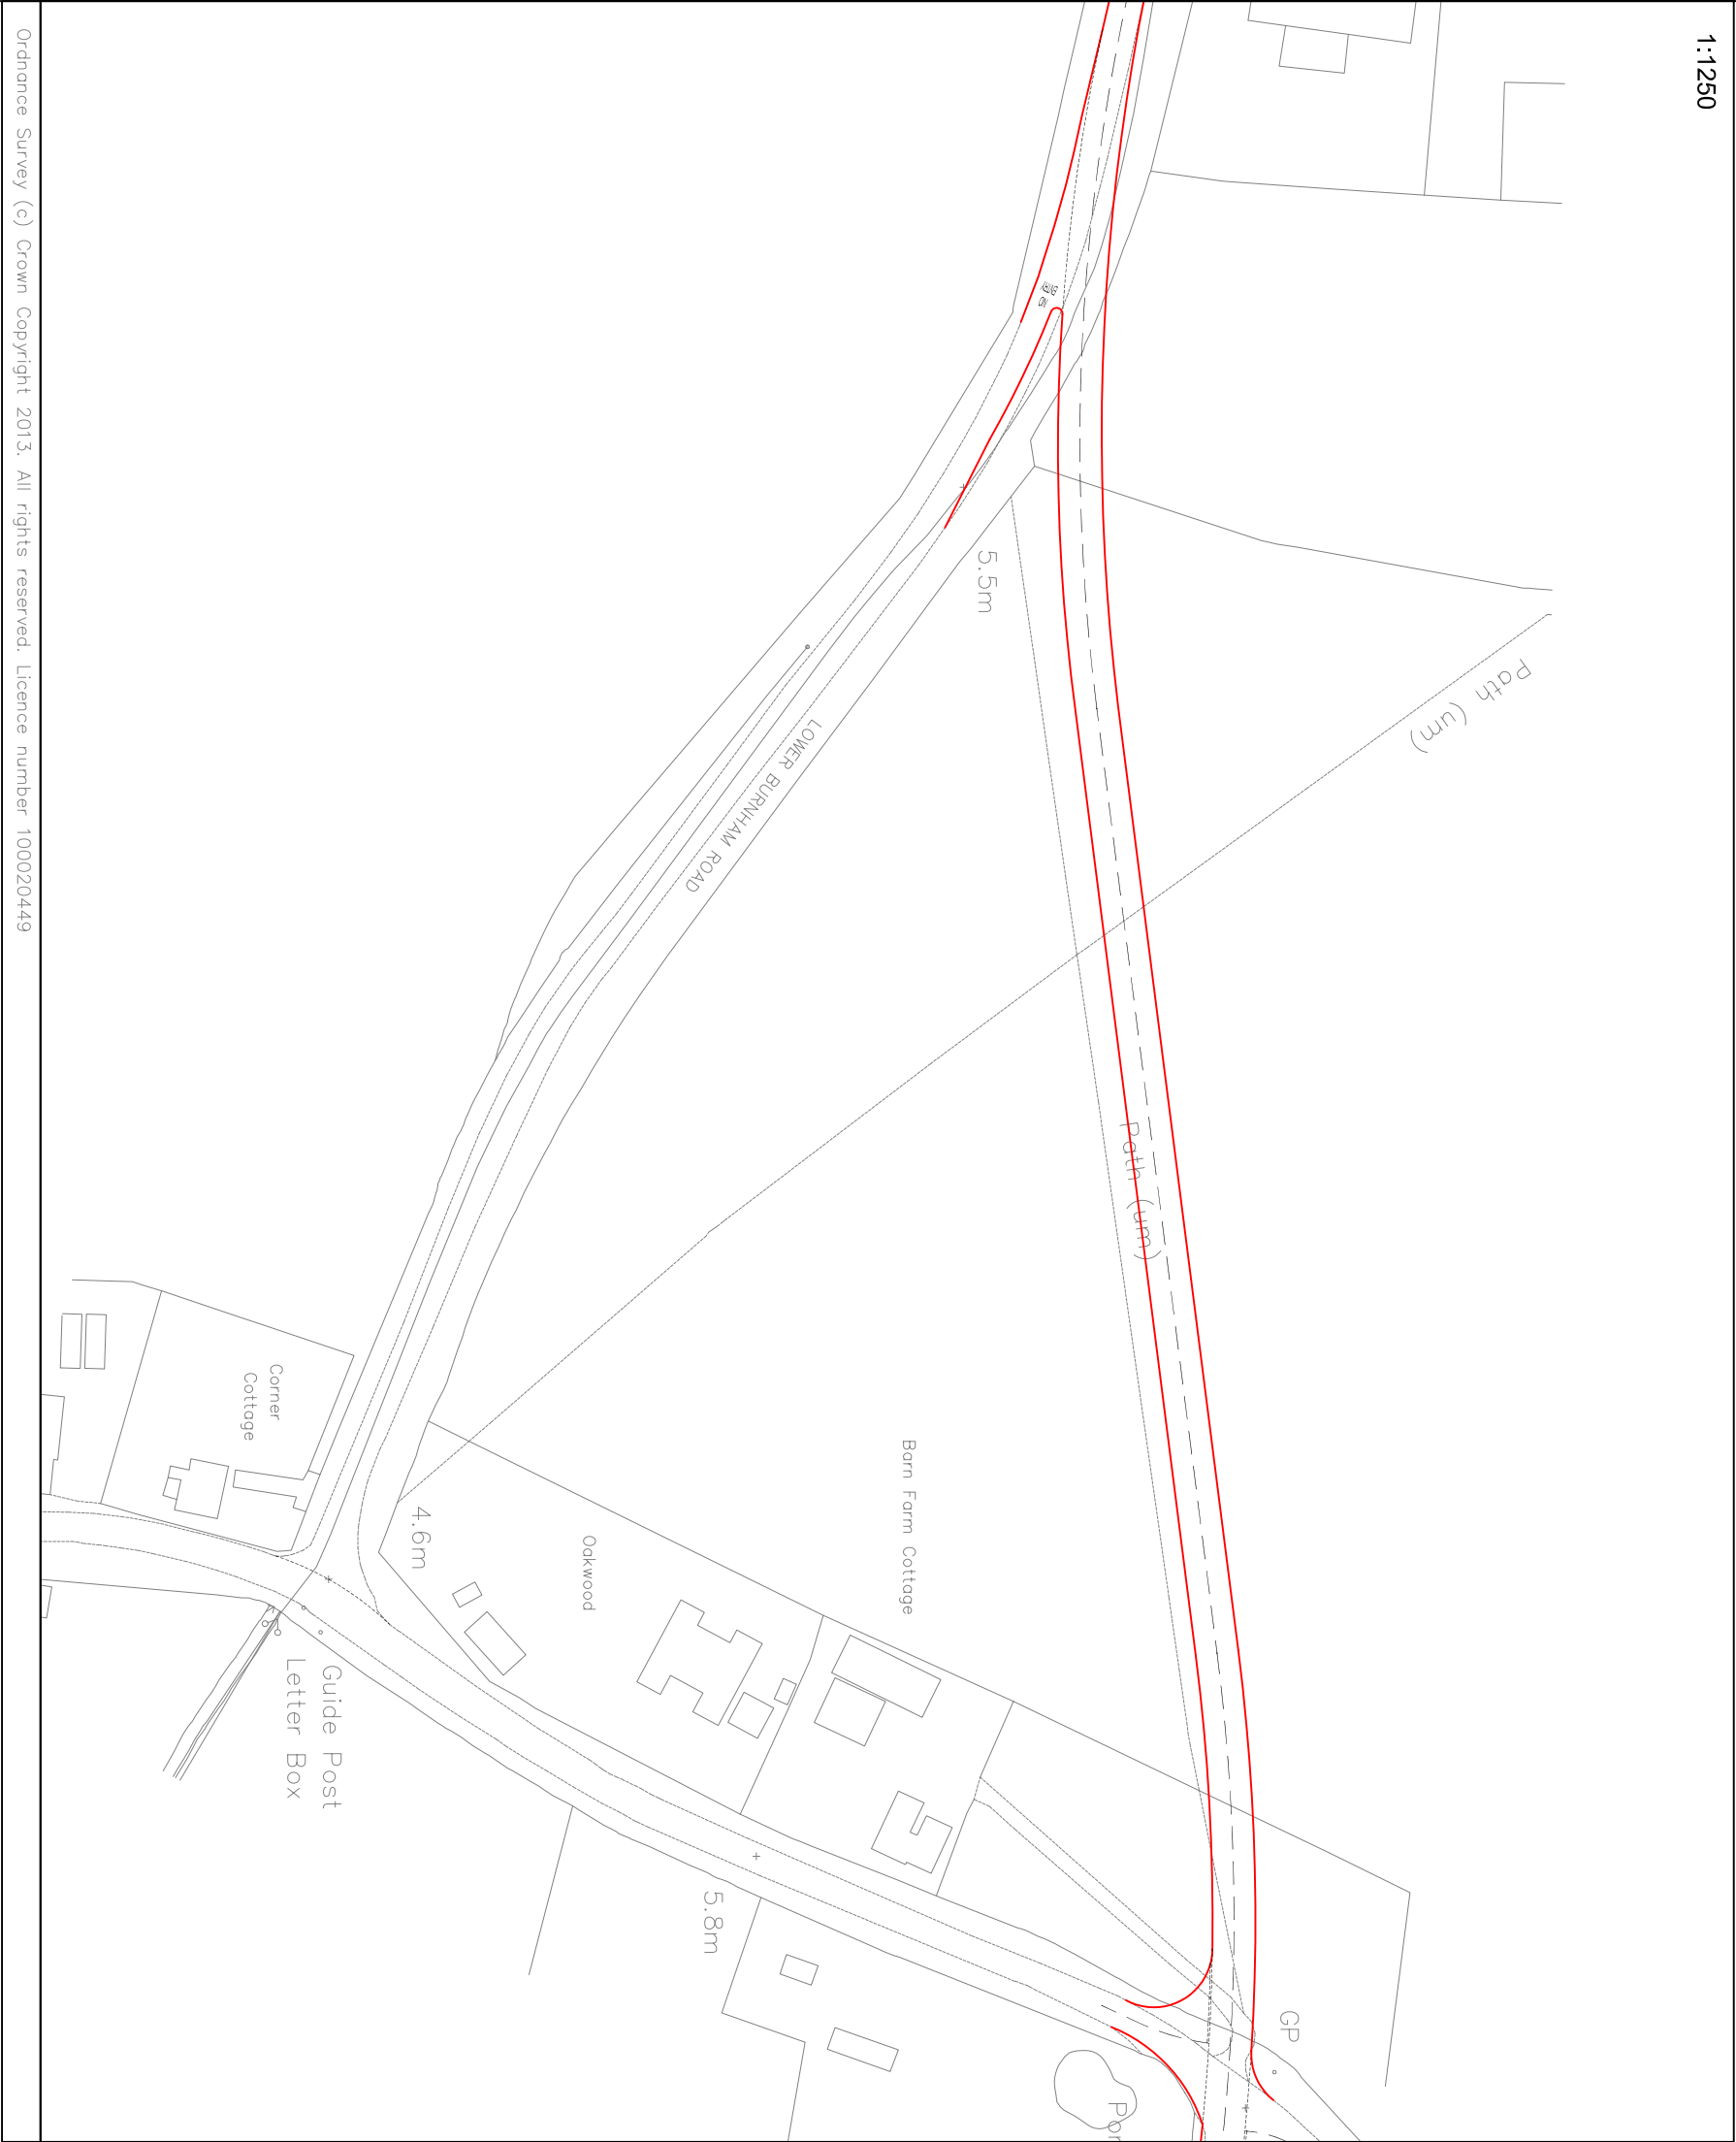 1:1250
Path (um)
5.5m
LOWER BURNHAM ROAD
Path (um)
Corner
Cottage
Barn Farm Cottage
Oakwood
4.6m
Guide Post
Letter Box
5.8m
GP
Por
Ordnance Survey (c) Crown Copyright 2013. All rights reserved. Licence number 100020449